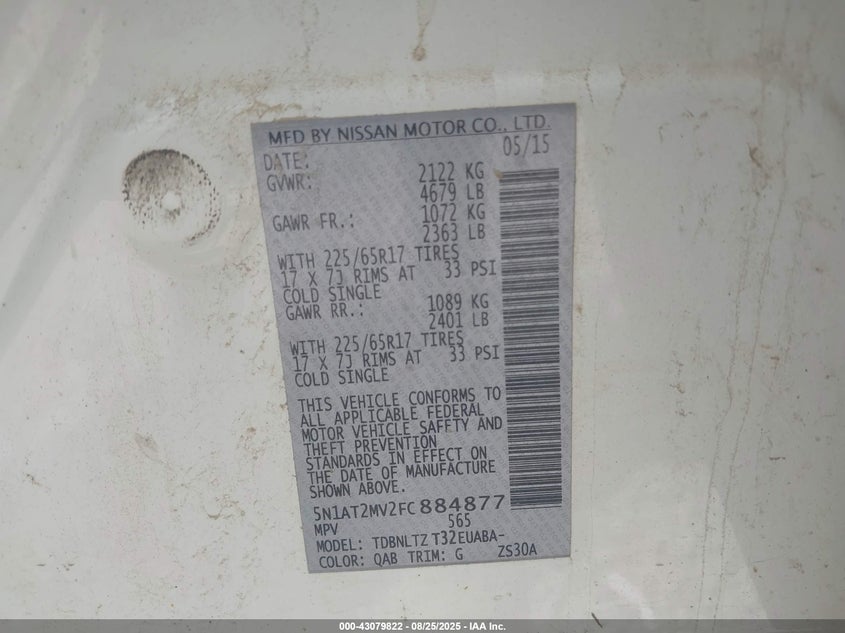 MFD BY NISSAN MOTOR CO., LTD.
DATE: 05/15
GVWR: 2122 KG
4679 LB
GAWR FR.: 1072 KG
2363 LB
WITH 225/65R17 TIRES
17 X 7J RIMS AT 33 PSI
COLD SINGLE
GAWR RR.: 1089 KG
2401 LB
WITH 225/65R17 TIRES
17 X 7J RIMS AT 33 PSI
COLD SINGLE
THIS VEHICLE CONFORMS TO
ALL APPLICABLE FEDERAL
MOTOR VEHICLE SAFETY AND
THEFT PREVENTION
STANDARDS IN EFFECT ON
THE DATE OF MANUFACTURE
SHOWN ABOVE.
5N1AT2MV2FC884877
MPV 565
MODEL: TDBNLTZ T32EUABA-
COLOR: QAB TRIM: G ZS30A
000-43079822 - 08/25/2025 - IAA Inc.